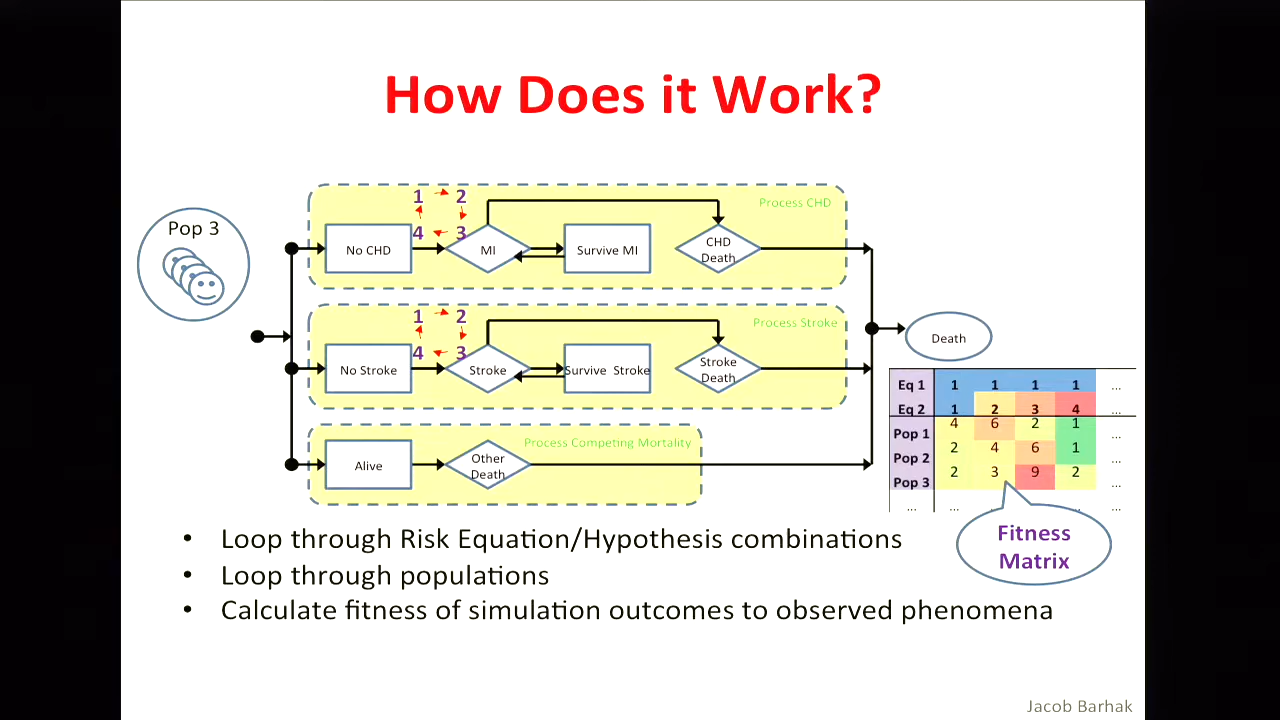 How Does it Work?
Pop 3
Process CHD
1 2
4 3
No CHD
MI
Survive MI
CHD
Death
Process Stroke
1 2
4 3
No Stroke
Stroke
Survive Stroke
Stroke
Death
Death
Process Competing Mortality
Alive
Other
Death
Eq 1 1 1 1 1 ...
Eq 2 1 2 3 4 ...
Pop 1 4 6 2 1 ...
Pop 2 2 4 6 1 ...
Pop 3 2 3 9 2 ...
... ... ... ...
Fitness
Matrix
• Loop through Risk Equation/Hypothesis combinations
• Loop through populations
• Calculate fitness of simulation outcomes to observed phenomena
Jacob Barhak